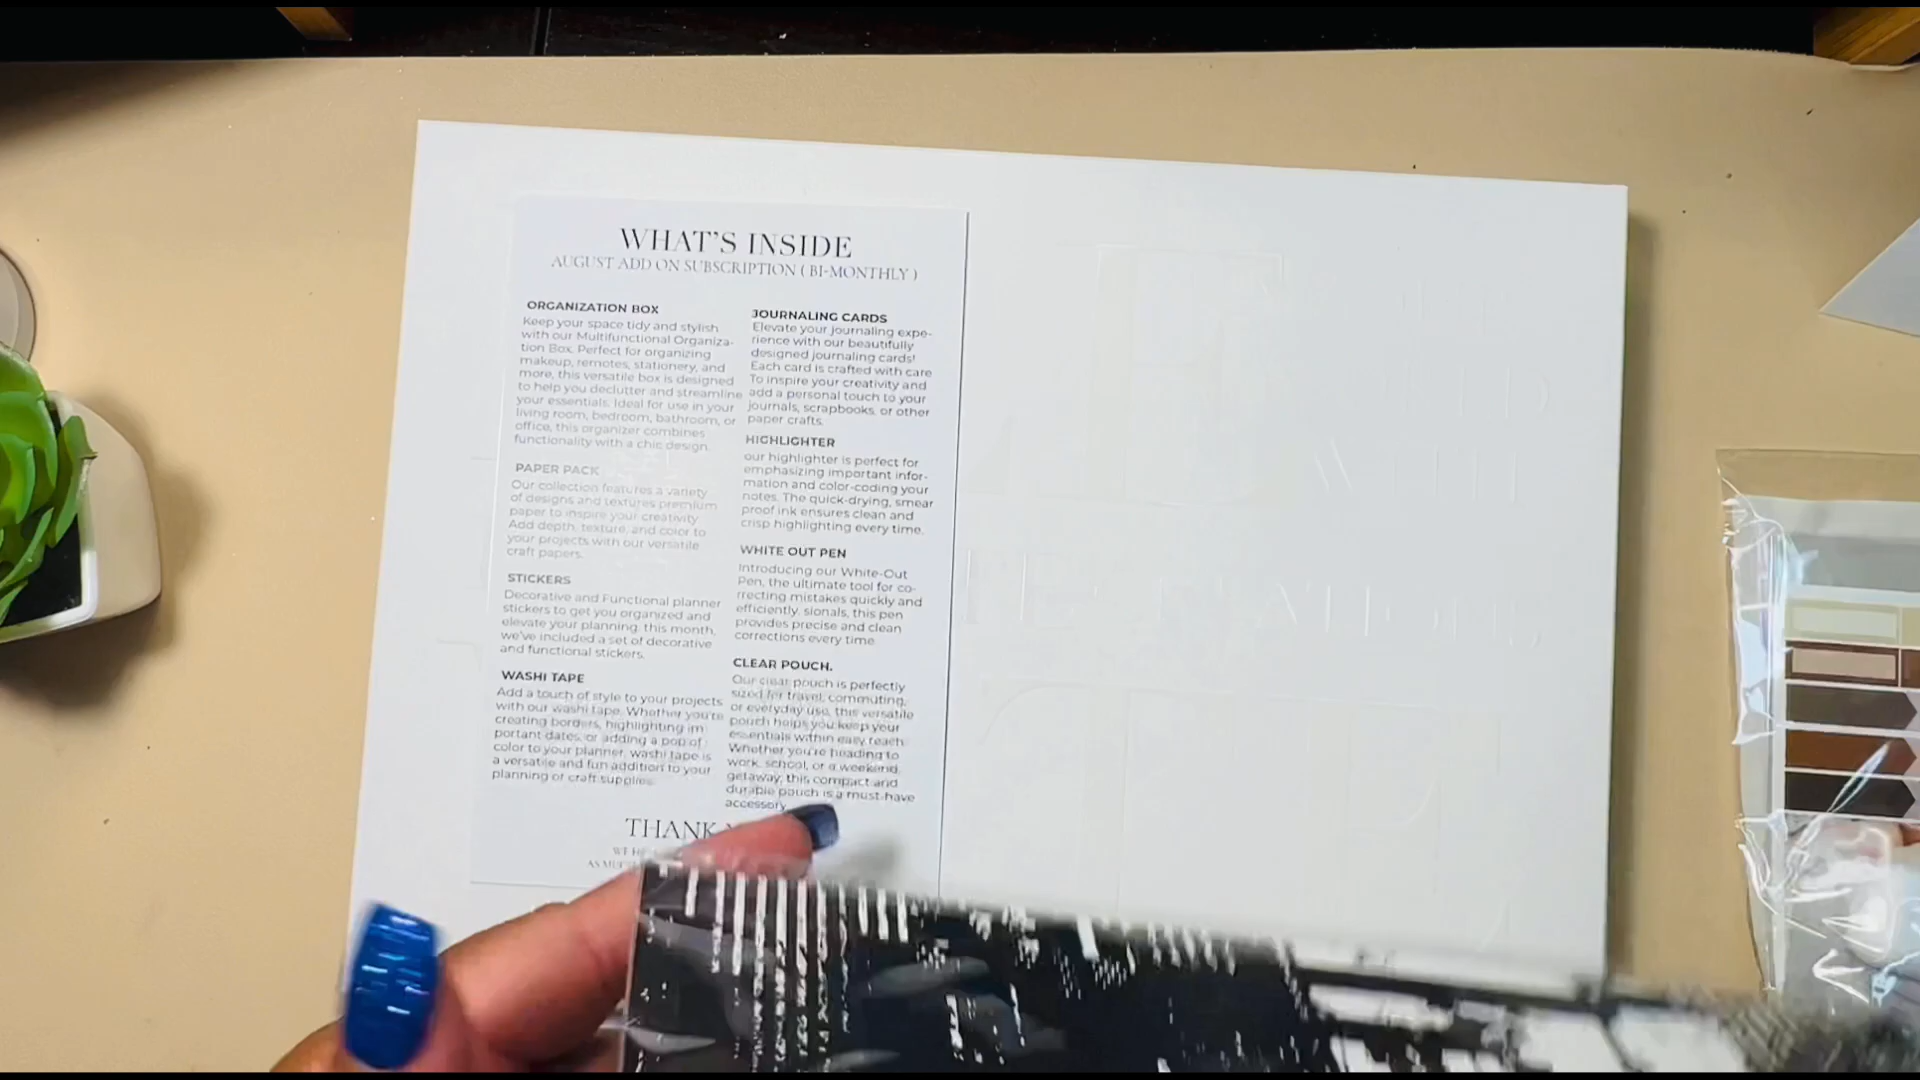 WHAT'S INSIDE
AUGUST ADD ON SUBSCRIPTION ( BI-MONTHLY )
ORGANIZATION BOX
Keep your space tidy and stylish
with our Multifunctional Organiza-
tion Box. Perfect for organizing
makeup, remotes, stationery, and
more, this versatile box is designed
to help you declutter and streamline
your essentials. Ideal for use in your
living room, bedroom, bathroom, or
office, this organizer combines
functionality with a chic design.
PAPER PACK
Our collection features a variety
of designs and textures premium
paper to inspire your creativity
Add depth, texture, and color to
your projects with our versatile
craft papers.
STICKERS
Decorative and Functional planner
stickers to get you organized and
elevate your planning, this month,
we've included a set of decorative
and functional stickers.
WASHI TAPE
Add a touch of style to your projects
with our washi tape. Whether you're
creating borders, highlighting im
portant dates, or adding a pop of
color to your planner, washi tape is
a versatile and fun addition to your
planning or craft supplies.
JOURNALING CARDS
Elevate your journaling expe-
rience with our beautifully
designed journaling cards!
Each card is crafted with care
To inspire your creativity and
add a personal touch to your
journals, scrapbooks, or other
paper crafts.
HIGHLIGHTER
our highlighter is perfect for
emphasizing important infor-
mation and color-coding your
notes. The quick-drying, smear
proof ink ensures clean and
crisp highlighting every time.
WHITE OUT PEN
Introducing our White-Out
Pen, the ultimate tool for co-
rrecting mistakes quickly and
efficiently. sionals, this pen
provides precise and clean
corrections every time.
CLEAR POUCH.
Our clear pouch is perfectly
sized for travel, commuting,
or everyday use, this versatile
pouch helps you keep your
essentials within easy reach.
Whether you're heading to
work, school, or a weekend
getaway, this compact and
durable pouch is a must-have
accessory.
THANK